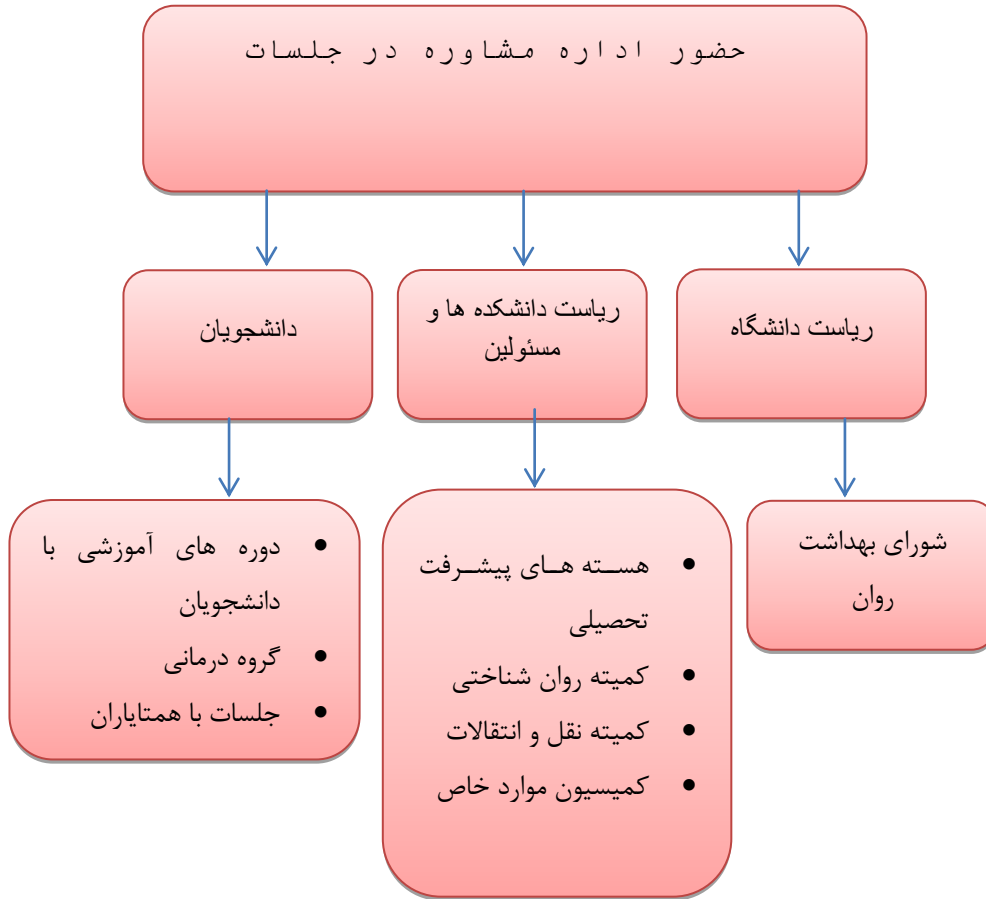 حضور اداره مشاوره در جلسات
ریاست دانشگاه
ریاست دانشکده ها و
مسئولین
دانشجویان
شورای بهداشت
روان
• هسته های پیشرفت
تحصیلی
• کمیته روان شناختی
• کمیته نقل و انتقالات
• کمیسیون موارد خاص
• دوره های آموزشی با
دانشجویان
• گروه درمانی
• جلسات با همتایاران